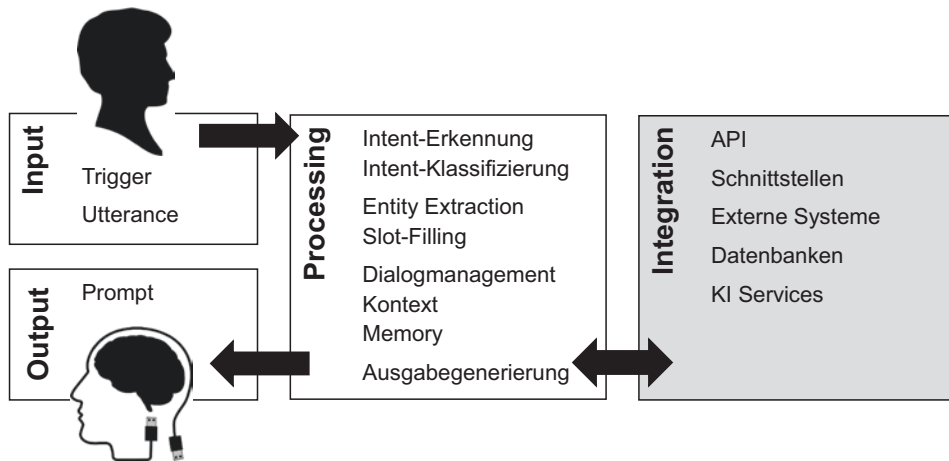 Input
Trigger
Utterance
Output
Prompt
Processing
Intent-Erkennung
Intent-Klassifizierung
Entity Extraction
Slot-Filling
Dialogmanagement
Kontext
Memory
Ausgabegenerierung
Integration
API
Schnittstellen
Externe Systeme
Datenbanken
KI Services